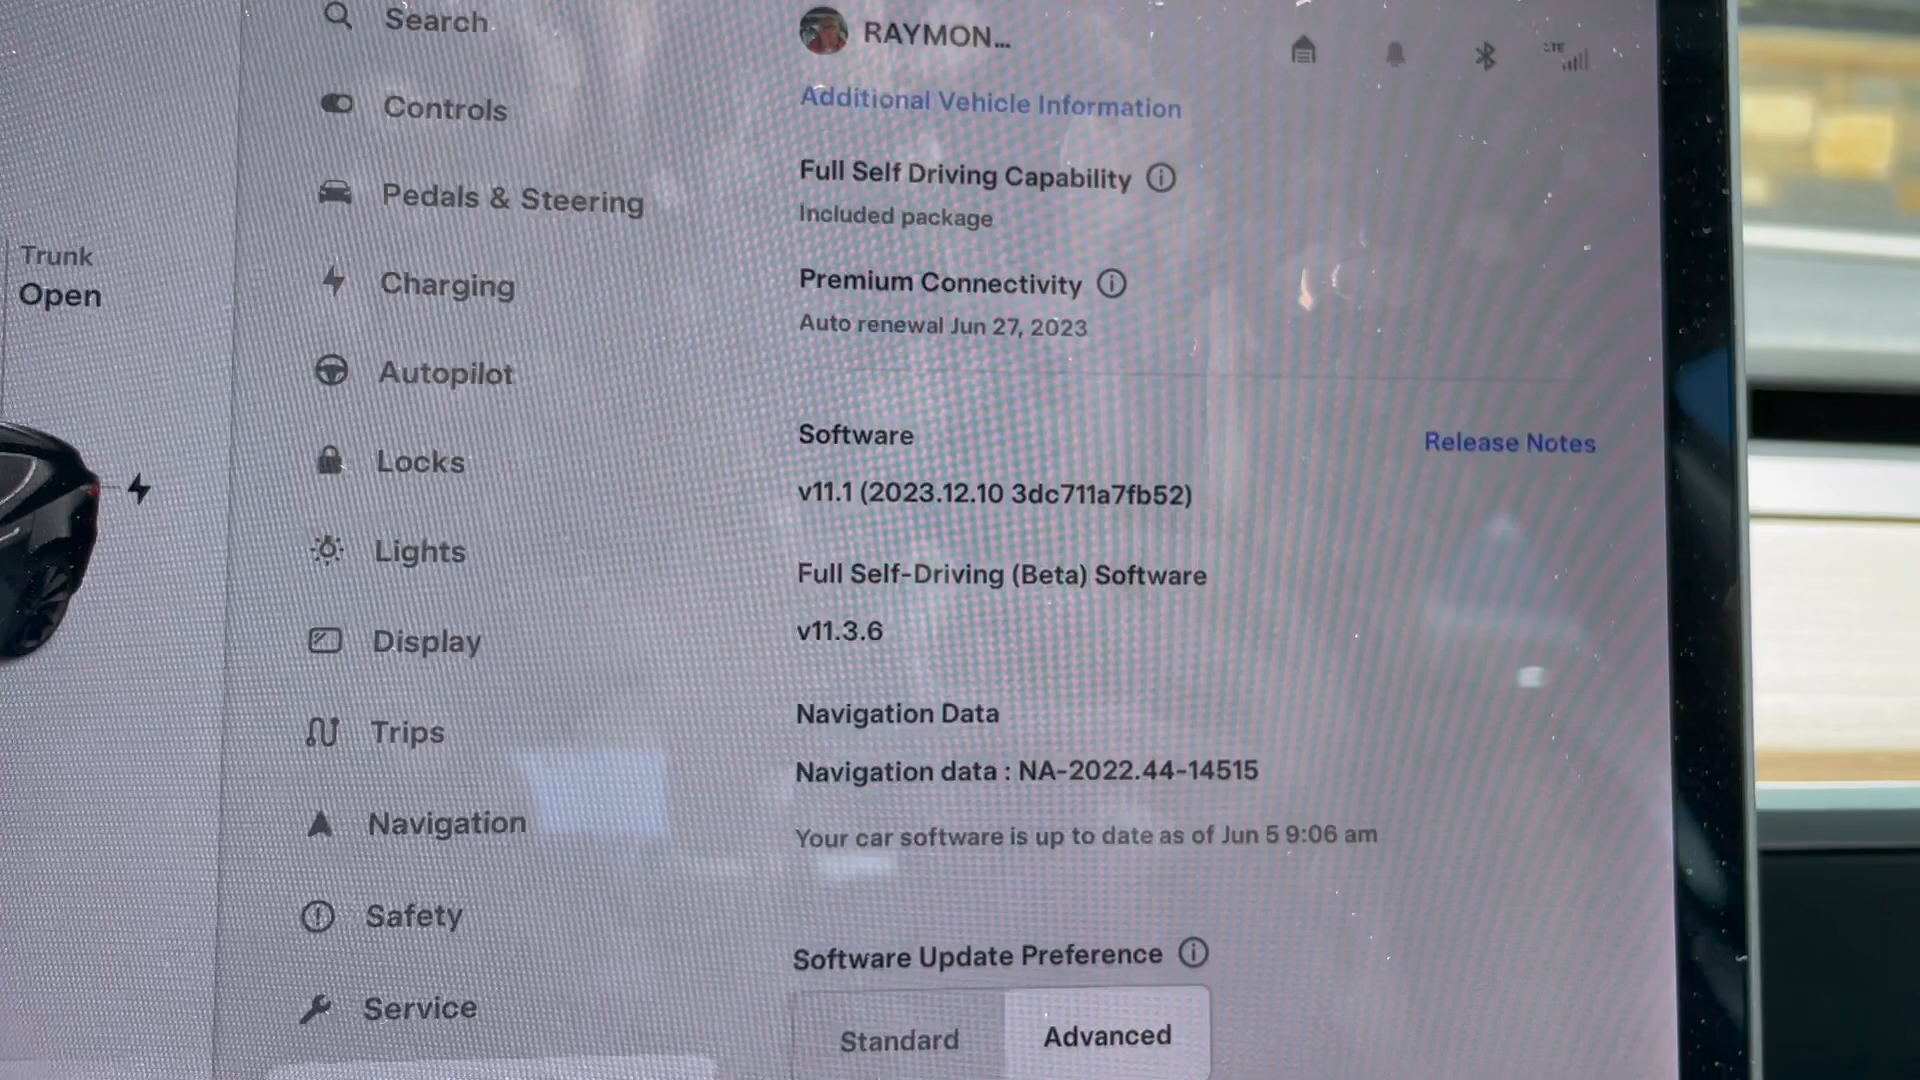 Search
Controls
Pedals & Steering
Charging
Autopilot
Locks
Lights
Display
Trips
Navigation
Safety
Service
Trunk
Open
RAYMON...
LTE
Additional Vehicle Information
Full Self Driving Capability
Included package
Premium Connectivity
Auto renewal Jun 27, 2023
Software
Release Notes
v11.1 (2023.12.10 3dc711a7fb52)
Full Self-Driving (Beta) Software
v11.3.6
Navigation Data
Navigation data : NA-2022.44-14515
Your car software is up to date as of Jun 5 9:06 am
Software Update Preference
Standard
Advanced